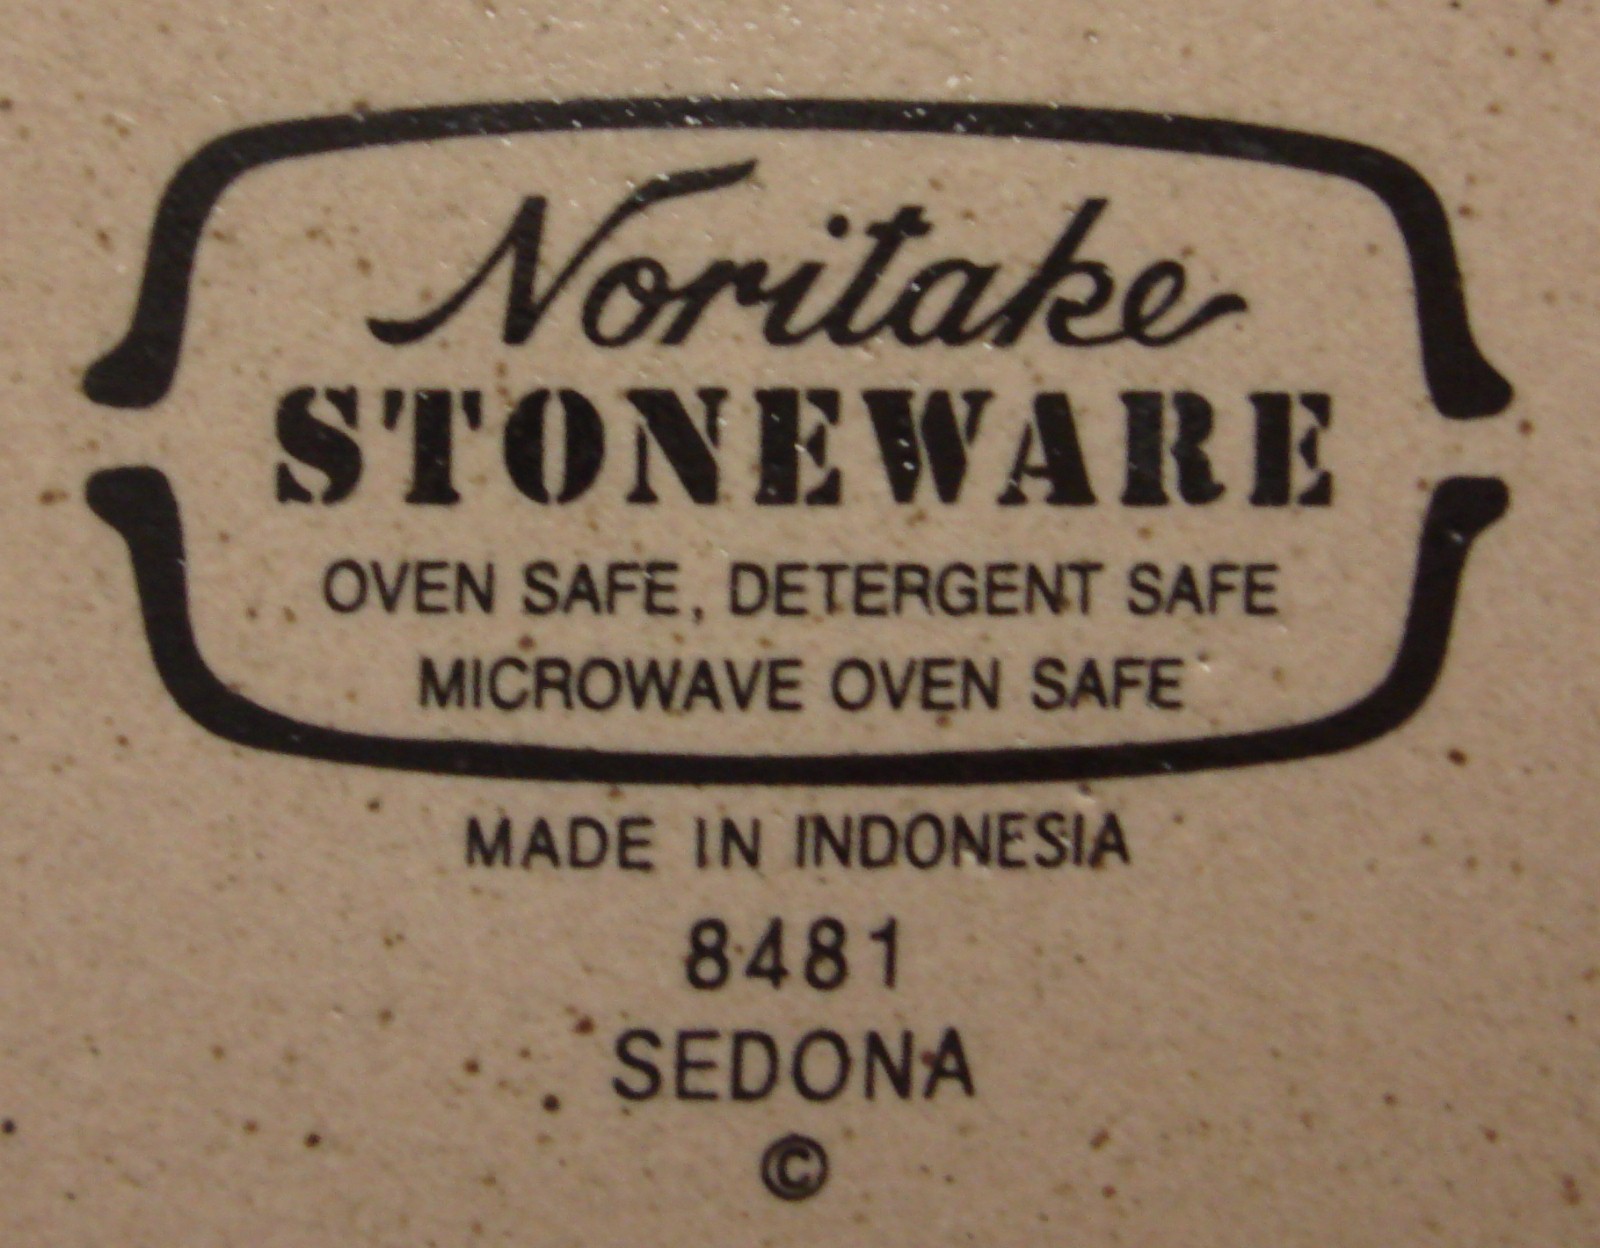 Noritake
STONEWARE
OVEN SAFE, DETERGENT SAFE
MICROWAVE OVEN SAFE
MADE IN INDONESIA
8481
SEDONA
©